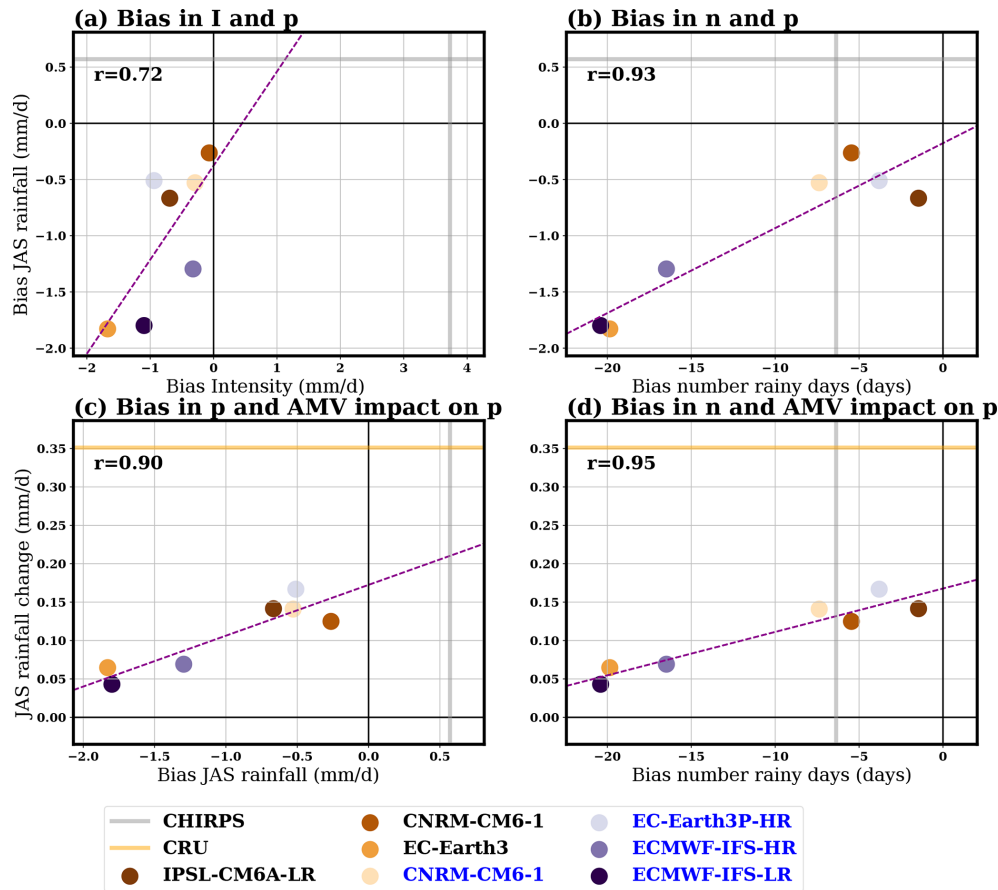 (a) Bias in I and p
(b) Bias in n and p
Bias JAS rainfall (mm/d)
0.5
0.0
−0.5
−1.0
−1.5
−2.0
r=0.72
−2 −1 0 1 2 3 4
Bias Intensity (mm/d)
0.5
0.0
−0.5
−1.0
−1.5
−2.0
r=0.93
−20 −15 −10 −5 0
Bias number rainy days (days)
(c) Bias in p and AMV impact on p
(d) Bias in n and AMV impact on p
JAS rainfall change (mm/d)
0.35
0.30
0.25
0.20
0.15
0.10
0.05
0.00
r=0.90
−2.0 −1.5 −1.0 −0.5 0.0 0.5
Bias JAS rainfall (mm/d)
0.35
0.30
0.25
0.20
0.15
0.10
0.05
0.00
r=0.95
−20 −15 −10 −5 0
Bias number rainy days (days)
CHIRPS
CRU
IPSL-CM6A-LR
CNRM-CM6-1
EC-Earth3
CNRM-CM6-1
EC-Earth3P-HR
ECMWF-IFS-HR
ECMWF-IFS-LR